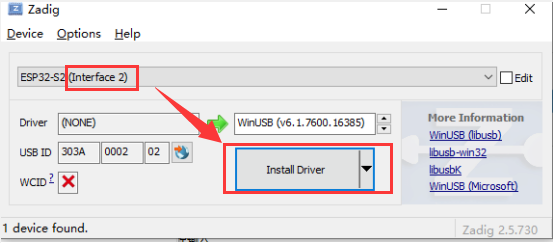 Zadig
Device Options Help
ESP32-S2 (Interface 2)
Edit
Driver (NONE) WinUSB (v6.1.7600.16385)
USB ID 303A 0002 02
WCID ?
Install Driver
More Information
WinUSB (libusb)
libusb-win32
libusbK
WinUSB (Microsoft)
1 device found.
Zadig 2.5.730